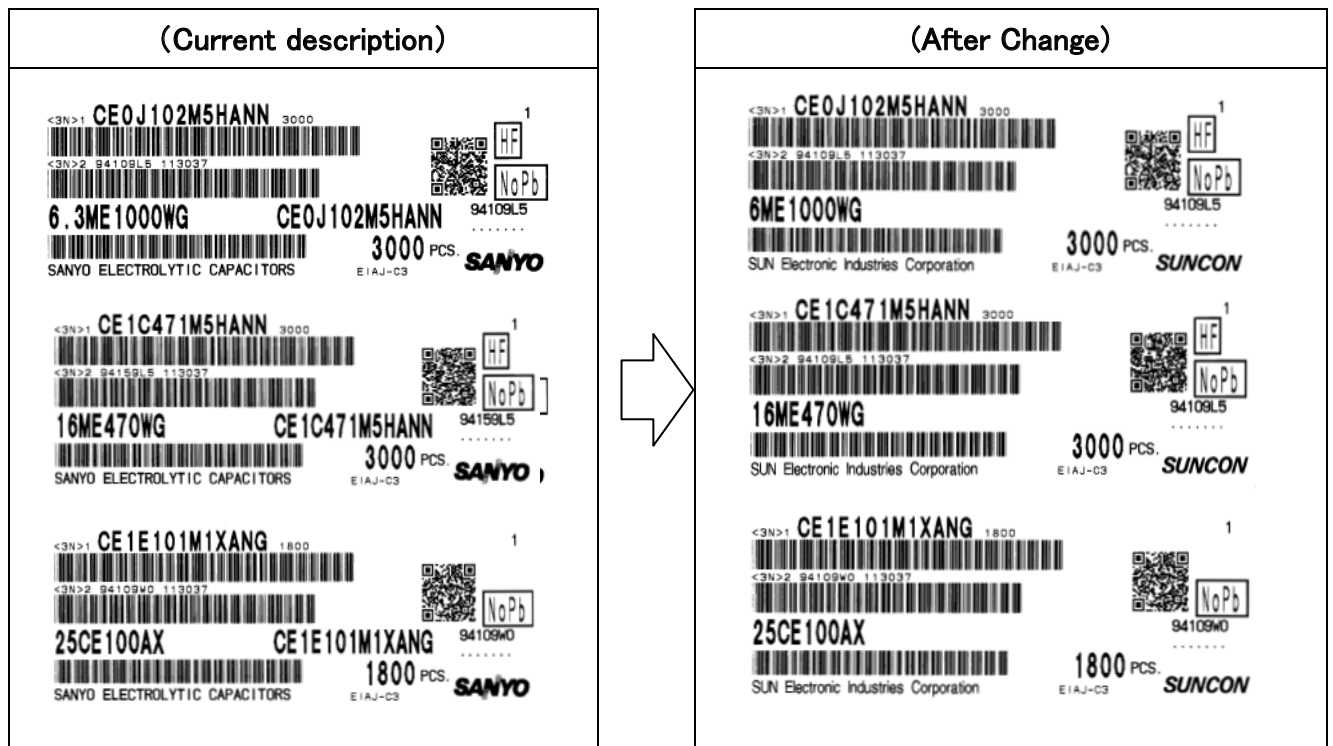 (Current description)
<3N>1 CE0J102M5HANN 3000
1
HF
<3N>2 94109L5 113037
NoPb
94109L5
6.3ME1000WG CE0J102M5HANN
3000 PCS.
SANYO ELECTROLYTIC CAPACITORS
EIAJ-C3
SANYO
<3N>1 CE1C471M5HANN 3000
1
HF
<3N>2 94159L5 113037
NoPb
94159L5
16ME470WG CE1C471M5HANN
3000 PCS.
SANYO ELECTROLYTIC CAPACITORS
EIAJ-C3
SANYO
<3N>1 CE1E101M1XANG 1800
1
<3N>2 94109W0 113037
NoPb
94109W0
25CE100AX CE1E101M1XANG
1800 PCS.
SANYO ELECTROLYTIC CAPACITORS
EIAJ-C3
SANYO
(After Change)
<3N>1 CE0J102M5HANN 3000
1
HF
<3N>2 94109L5 113037
NoPb
94109L5
6ME1000WG
3000 PCS.
SUN Electronic Industries Corporation
EIAJ-C3
SUNCON
<3N>1 CE1C471M5HANN 3000
1
HF
<3N>2 94109L5 113037
NoPb
94109L5
16ME470WG
3000 PCS.
SUN Electronic Industries Corporation
EIAJ-C3
SUNCON
<3N>1 CE1E101M1XANG 1800
1
<3N>2 94109W0 113037
NoPb
94109W0
25CE100AX
1800 PCS.
SUN Electronic Industries Corporation
EIAJ-C3
SUNCON